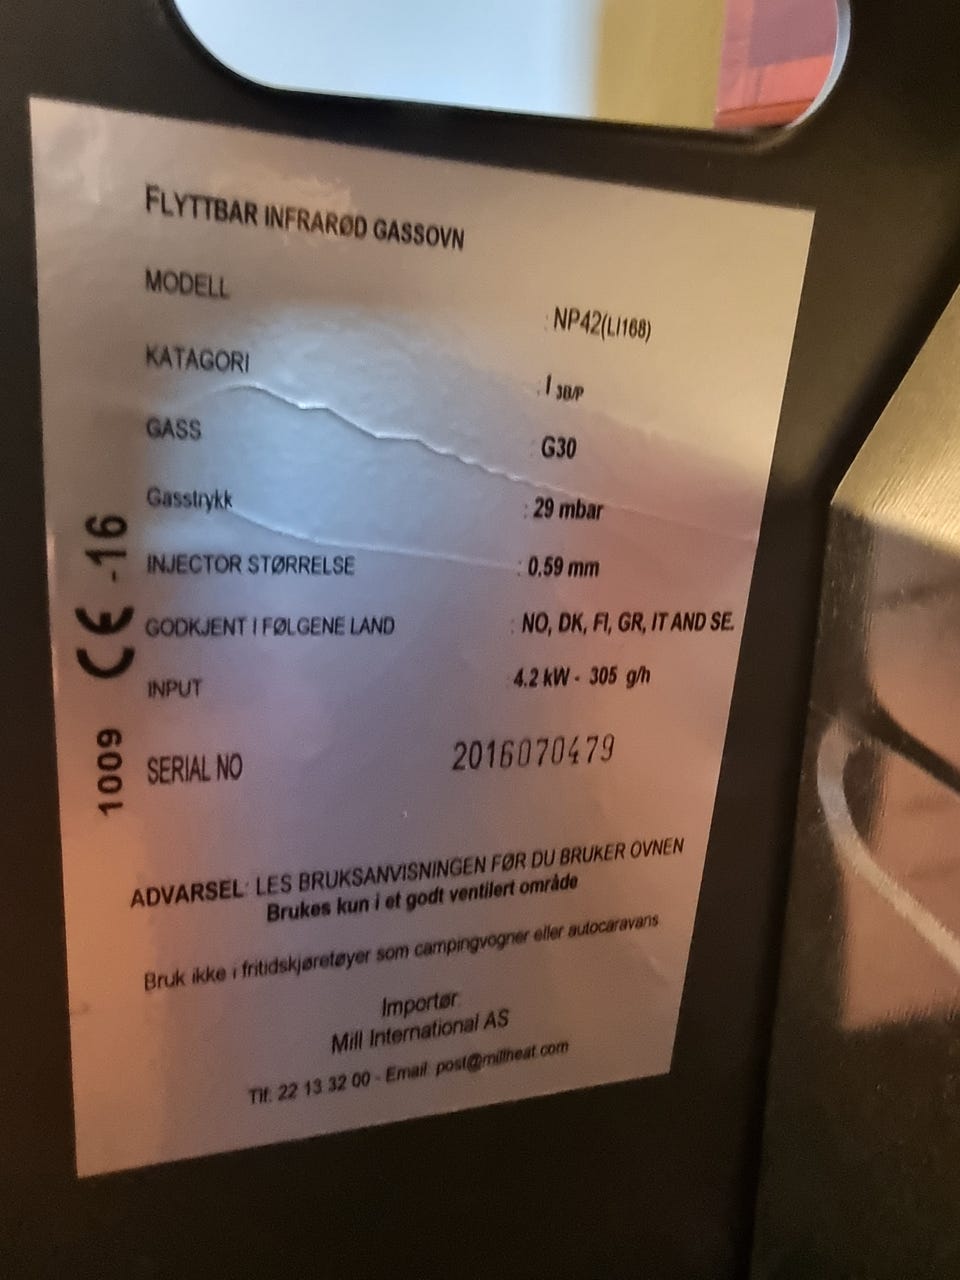 FLYTTBAR INFRARØD GASSOVN
MODELL : NP42(LI168)
KATAGORI : I 3B/P
GASS : G30
Gasstrykk : 29 mbar
INJECTOR STØRRELSE : 0.59 mm
GODKJENT I FØLGENE LAND : NO, DK, FI, GR, IT AND SE.
INPUT : 4.2 kW - 305 g/h
SERIAL NO 2016070479
1009 CE -16
ADVARSEL: LES BRUKSANVISNINGEN FØR DU BRUKER OVNEN
Brukes kun i et godt ventilert område
Bruk ikke i fritidskjøretøyer som campingvogner eller autocaravans
Importør:
Mill International AS
Tlf: 22 13 32 00 - Email: post@millheat.com